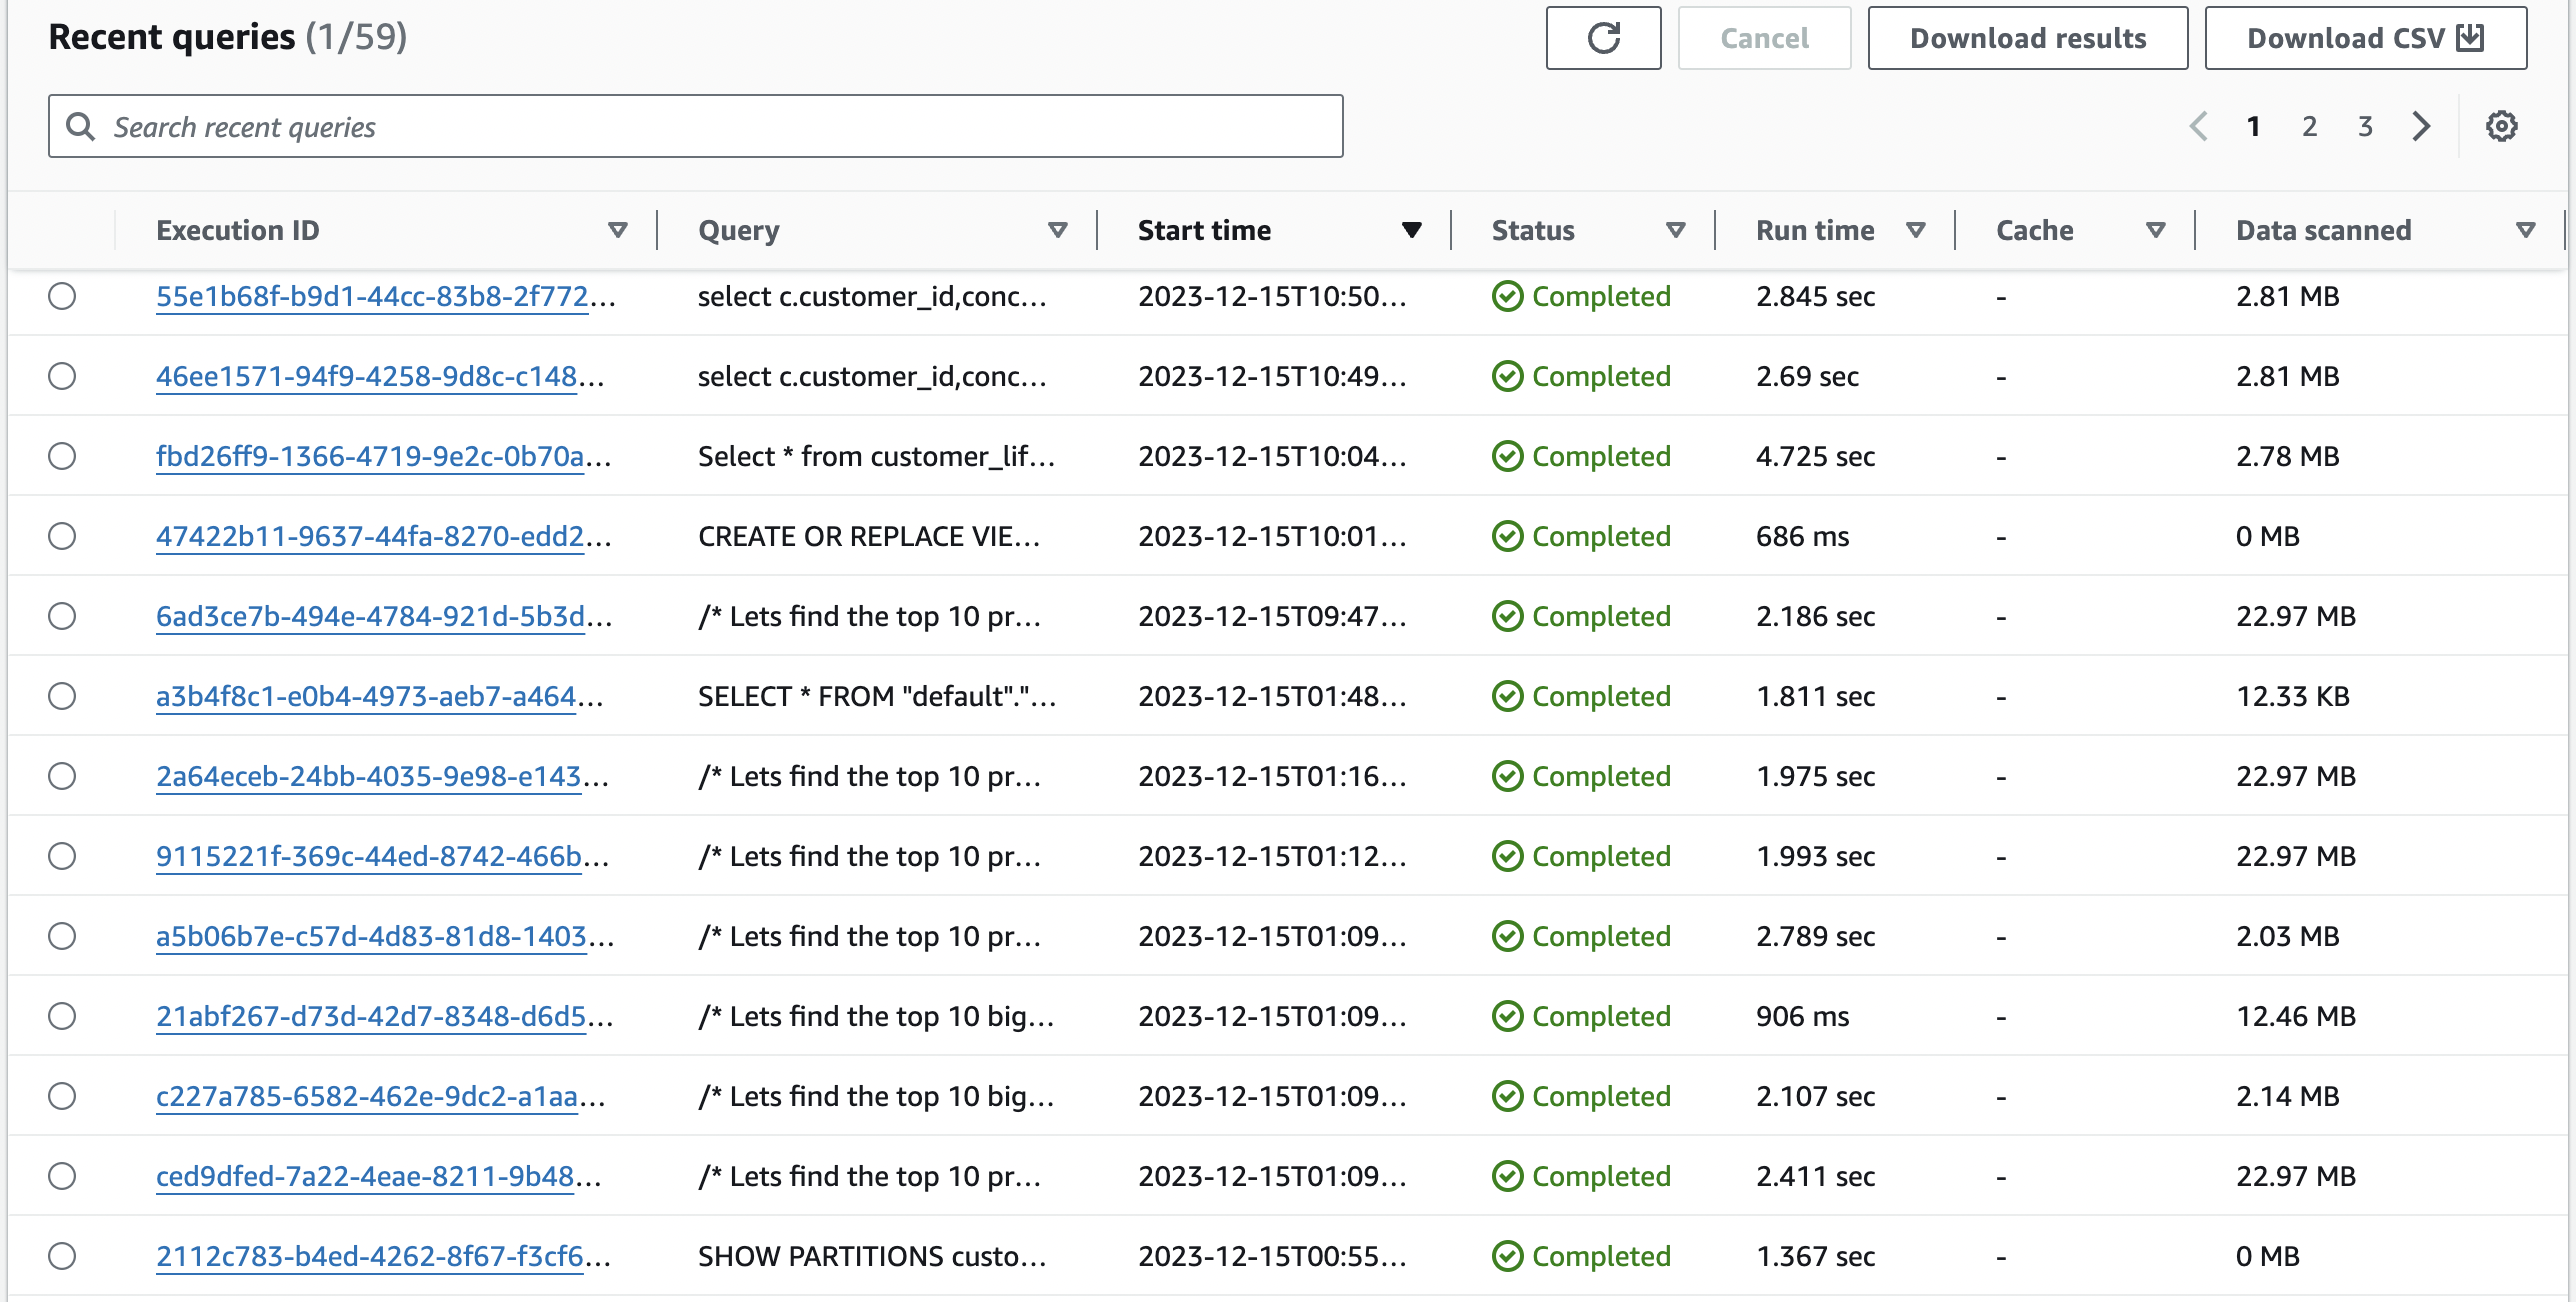 Recent queries (1/59)
Cancel
Download results
Download CSV
Search recent queries
1 2 3
Execution ID Query Start time Status Run time Cache Data scanned
55e1b68f-b9d1-44cc-83b8-2f772... select c.customer_id,conc... 2023-12-15T10:50... Completed 2.845 sec - 2.81 MB
46ee1571-94f9-4258-9d8c-c148... select c.customer_id,conc... 2023-12-15T10:49... Completed 2.69 sec - 2.81 MB
fbd26ff9-1366-4719-9e2c-0b70a... Select * from customer_lif... 2023-12-15T10:04... Completed 4.725 sec - 2.78 MB
47422b11-9637-44fa-8270-edd2... CREATE OR REPLACE VIE... 2023-12-15T10:01... Completed 686 ms - 0 MB
6ad3ce7b-494e-4784-921d-5b3d... /* Lets find the top 10 pr... 2023-12-15T09:47... Completed 2.186 sec - 22.97 MB
a3b4f8c1-e0b4-4973-aeb7-a464... SELECT * FROM "default"."... 2023-12-15T01:48... Completed 1.811 sec - 12.33 KB
2a64eceb-24bb-4035-9e98-e143... /* Lets find the top 10 pr... 2023-12-15T01:16... Completed 1.975 sec - 22.97 MB
9115221f-369c-44ed-8742-466b... /* Lets find the top 10 pr... 2023-12-15T01:12... Completed 1.993 sec - 22.97 MB
a5b06b7e-c57d-4d83-81d8-1403... /* Lets find the top 10 pr... 2023-12-15T01:09... Completed 2.789 sec - 2.03 MB
21abf267-d73d-42d7-8348-d6d5... /* Lets find the top 10 big... 2023-12-15T01:09... Completed 906 ms - 12.46 MB
c227a785-6582-462e-9dc2-a1aa... /* Lets find the top 10 big... 2023-12-15T01:09... Completed 2.107 sec - 2.14 MB
ced9dfed-7a22-4eae-8211-9b48... /* Lets find the top 10 pr... 2023-12-15T01:09... Completed 2.411 sec - 22.97 MB
2112c783-b4ed-4262-8f67-f3cf6... SHOW PARTITIONS custo... 2023-12-15T00:55... Completed 1.367 sec - 0 MB